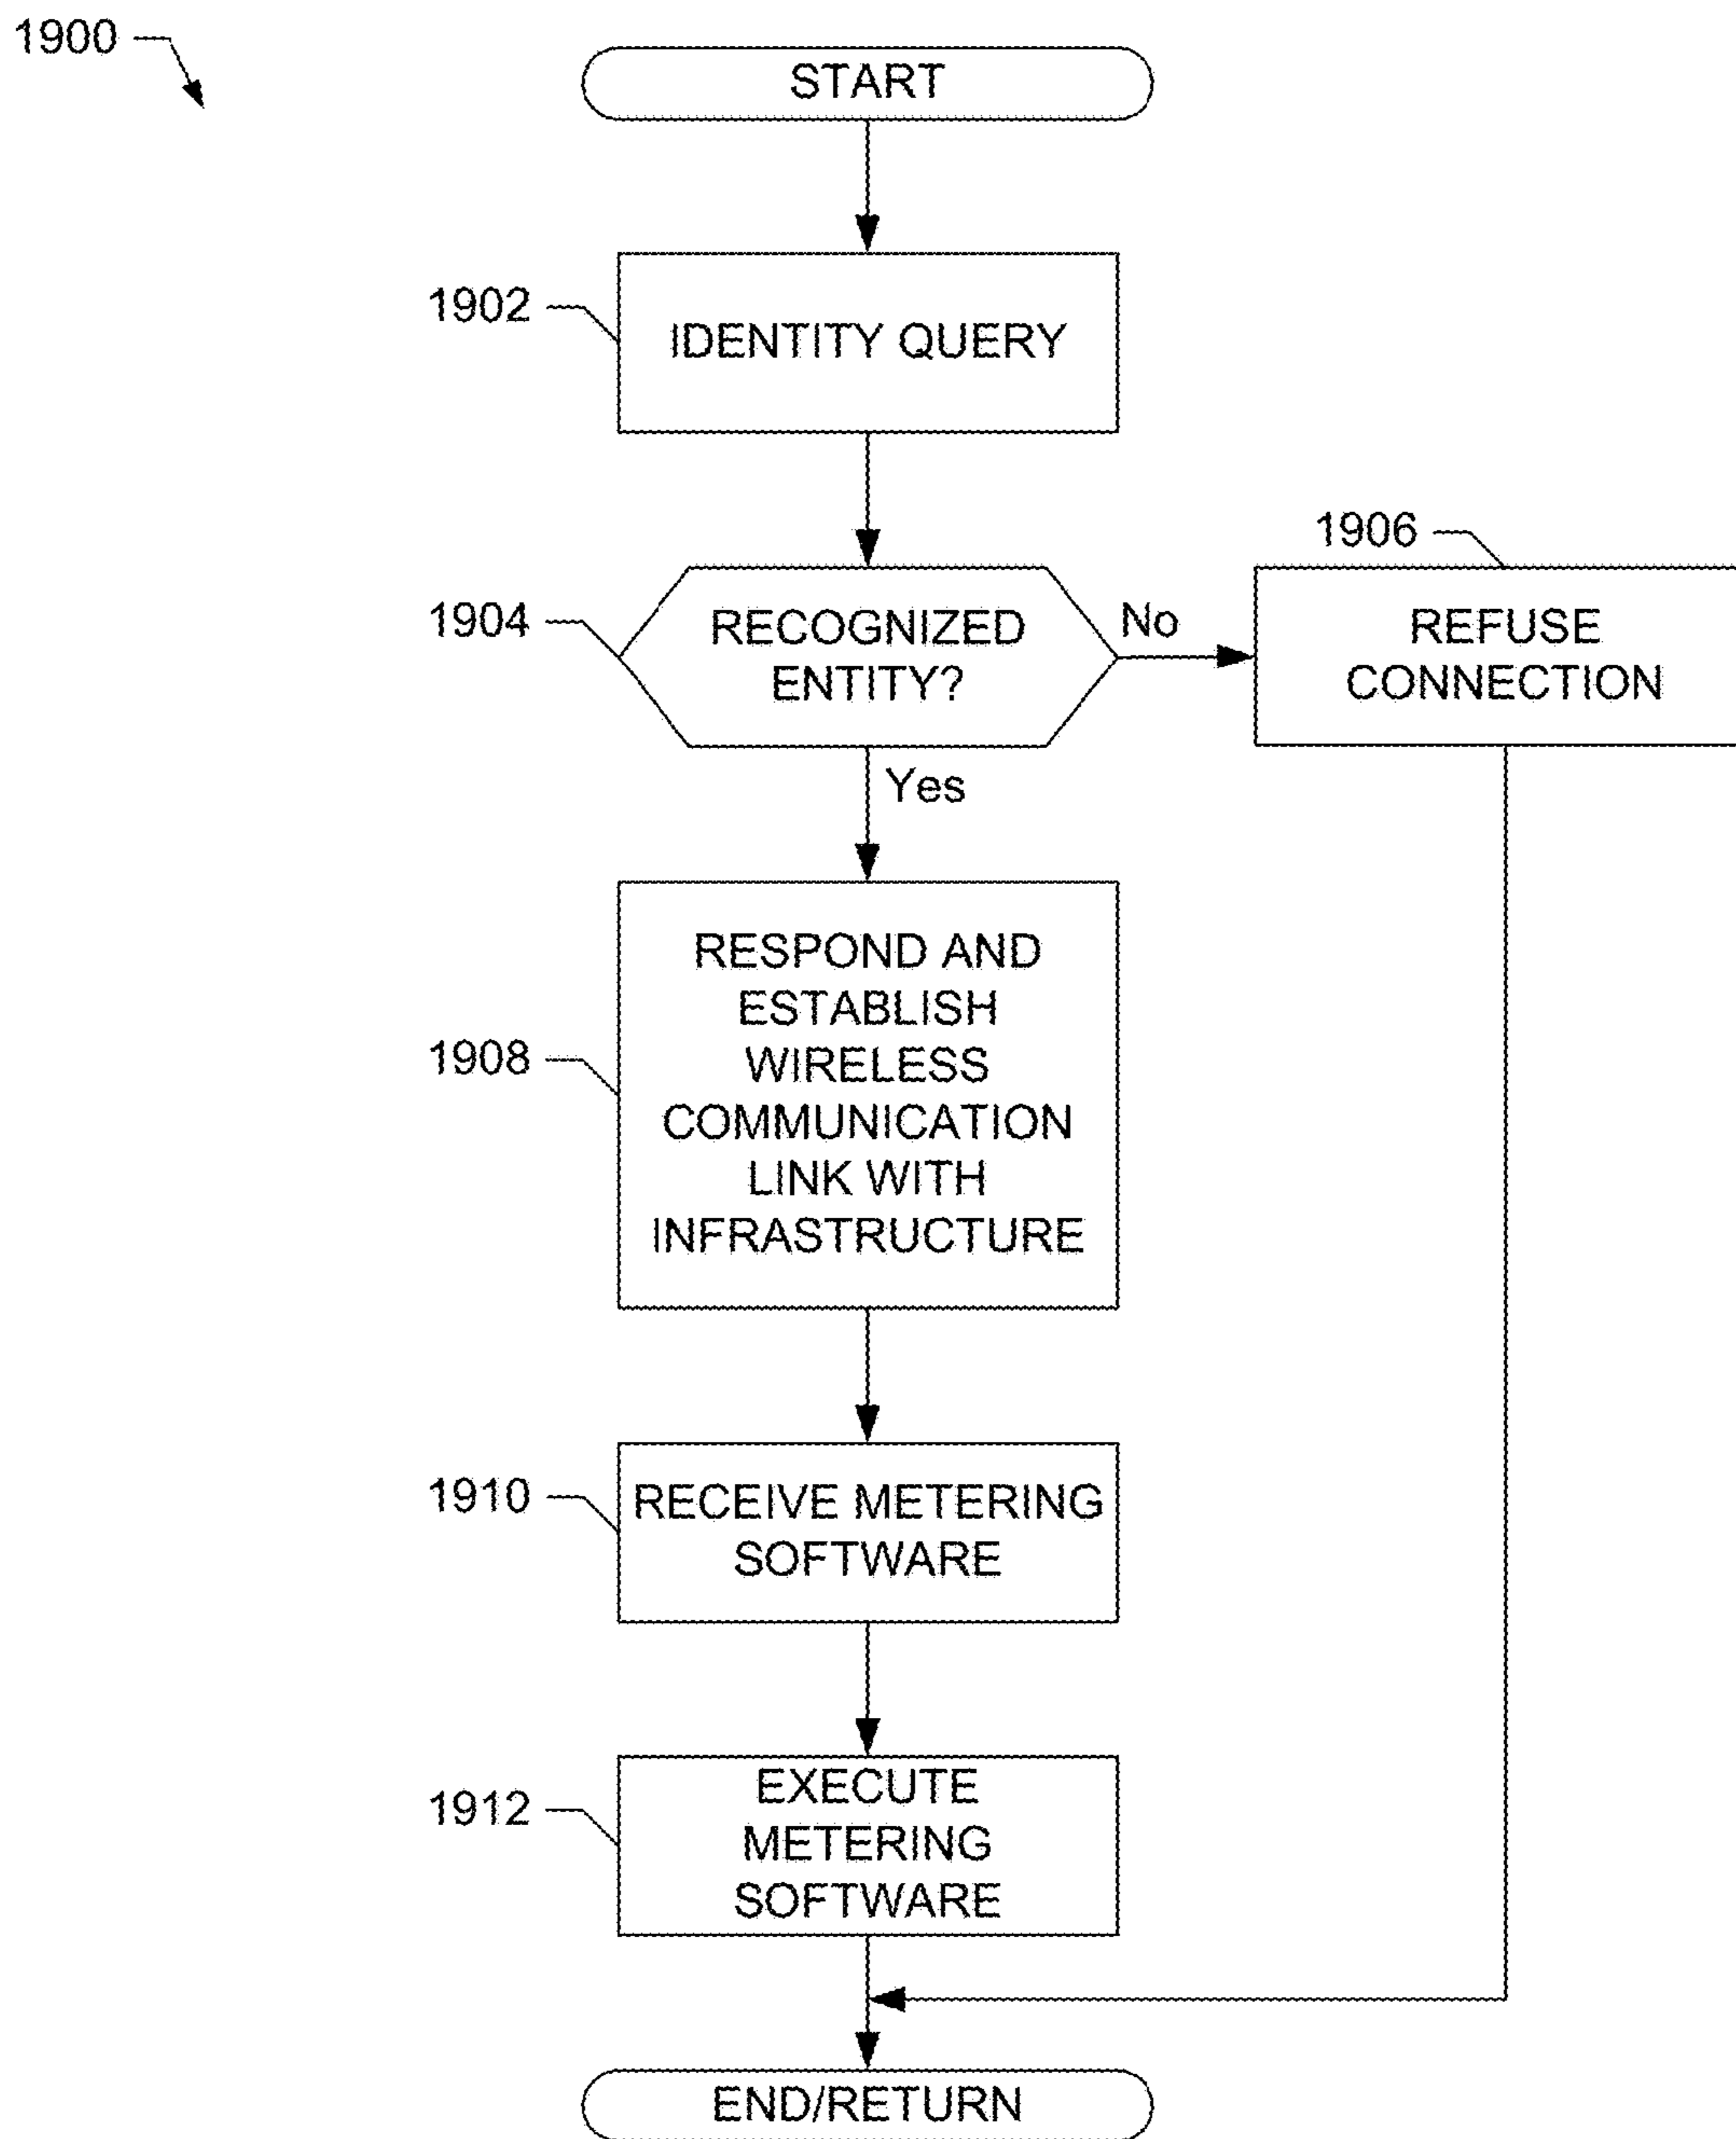 1900
START
1902
IDENTITY QUERY
1906
1904
RECOGNIZED
ENTITY?
No
REFUSE
CONNECTION
Yes
1908
RESPOND AND
ESTABLISH
WIRELESS
COMMUNICATION
LINK WITH
INFRASTRUCTURE
1910
RECEIVE METERING
SOFTWARE
1912
EXECUTE
METERING
SOFTWARE
END/RETURN